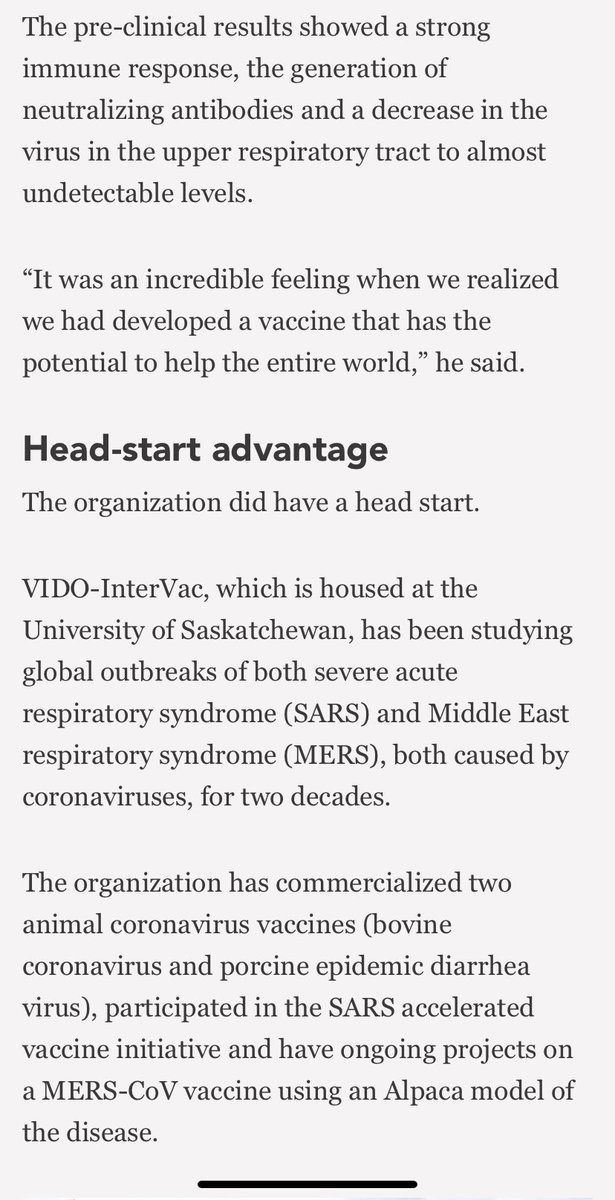 The pre-clinical results showed a strong
immune response, the generation of
neutralizing antibodies and a decrease in the
virus in the upper respiratory tract to almost
undetectable levels.
“It was an incredible feeling when we realized
we had developed a vaccine that has the
potential to help the entire world,” he said.
Head-start advantage
The organization did have a head start.
VIDO-InterVac, which is housed at the
University of Saskatchewan, has been studying
global outbreaks of both severe acute
respiratory syndrome (SARS) and Middle East
respiratory syndrome (MERS), both caused by
coronaviruses, for two decades.
The organization has commercialized two
animal coronavirus vaccines (bovine
coronavirus and porcine epidemic diarrhea
virus), participated in the SARS accelerated
vaccine initiative and have ongoing projects on
a MERS-CoV vaccine using an Alpaca model of
the disease.